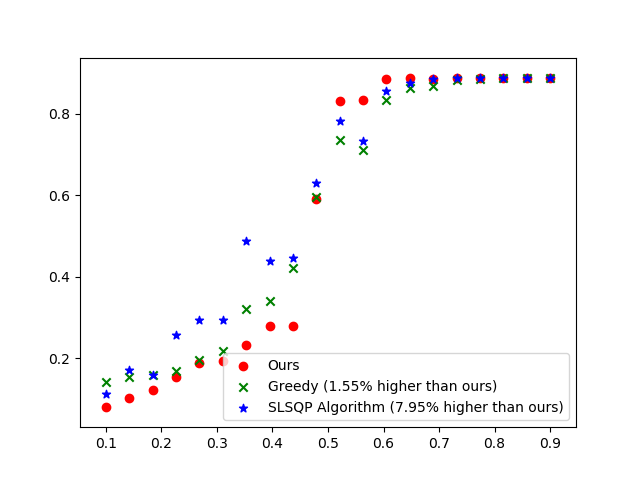 0.8
0.6
0.4
0.2
0.1 0.2 0.3 0.4 0.5 0.6 0.7 0.8 0.9
Ours
Greedy (1.55% higher than ours)
SLSQP Algorithm (7.95% higher than ours)